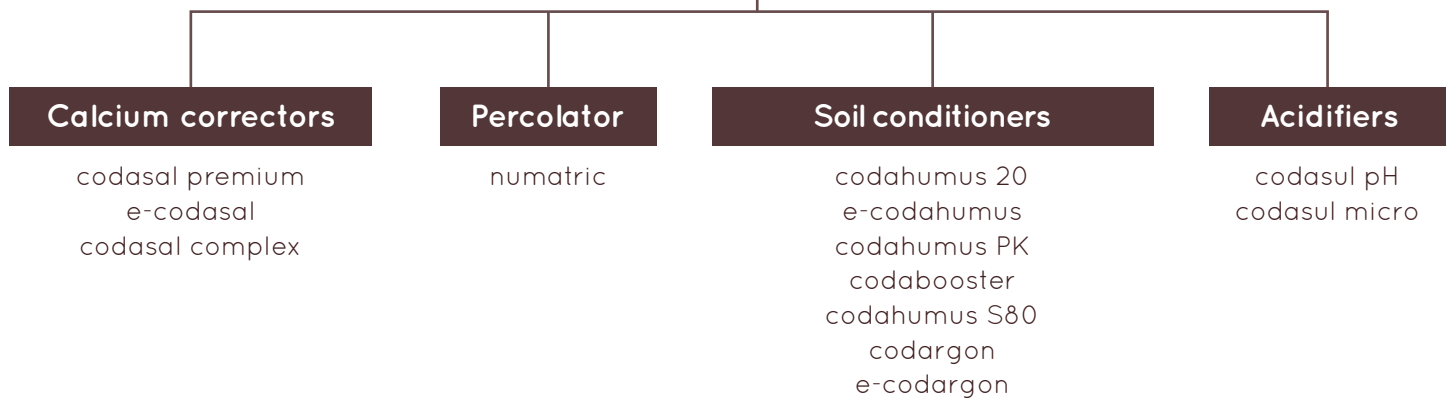 Calcium correctors
codasal premium
e-codasal
codasal complex
Percolator
numatric
Soil conditioners
codahumus 20
e-codahumus
codahumus PK
codabooster
codahumus S80
codargon
e-codargon
Acidifiers
codasul pH
codasul micro